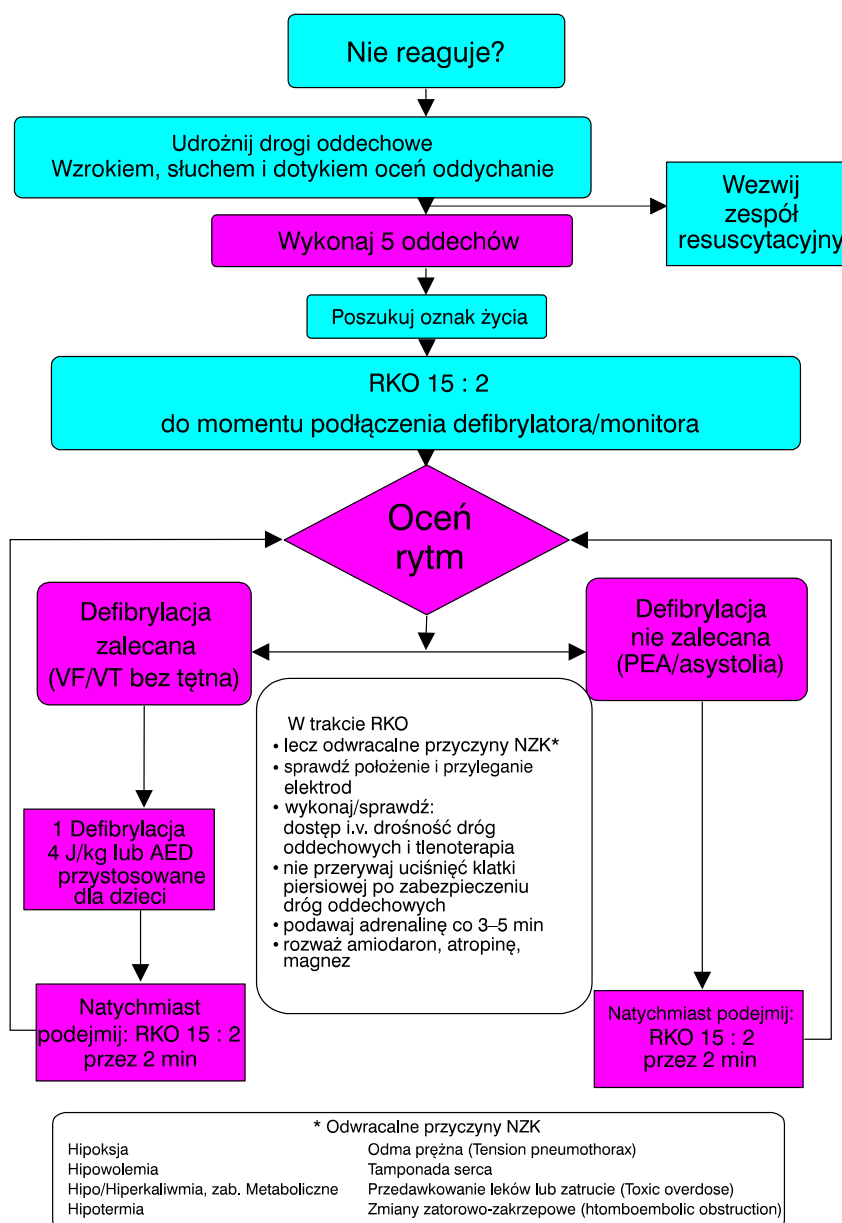 Nie reaguje?
Udrożnij drogi oddechowe
Wzrokiem, słuchem i dotykiem oceń oddychanie
Wezwij
zespół
resuscytacyjny
Wykonaj 5 oddechów
Poszukuj oznak życia
RKO 15 : 2
do momentu podłączenia defibrylatora/monitora
Oceń
rytm
Defibrylacja
zalecana
(VF/VT bez tętna)
Defibrylacja
nie zalecana
(PEA/asystolia)
W trakcie RKO
• lecz odwracalne przyczyny NZK*
• sprawdź położenie i przyleganie
elektrod
• wykonaj/sprawdź:
dostęp i.v. drośność dróg
oddechowych i tlenoterapia
• nie przerywaj uciśnięć klatki
piersiowej po zabezpieczeniu
dróg oddechowych
• podawaj adrenalinę co 3–5 min
• rozważ amiodaron, atropinę,
magnez
1 Defibrylacja
4 J/kg lub AED
przystosowane
dla dzieci
Natychmiast
podejmij: RKO 15 : 2
przez 2 min
Natychmiast podejmij:
RKO 15 : 2
przez 2 min
* Odwracalne przyczyny NZK
Hipoksja Odma prężna (Tension pneumothorax)
Hipowolemia Tamponada serca
Hipo/Hiperkaliwmia, zab. Metaboliczne Przedawkowanie leków lub zatrucie (Toxic overdose)
Hipotermia Zmiany zatorowo-zakrzepowe (htomboembolic obstruction)